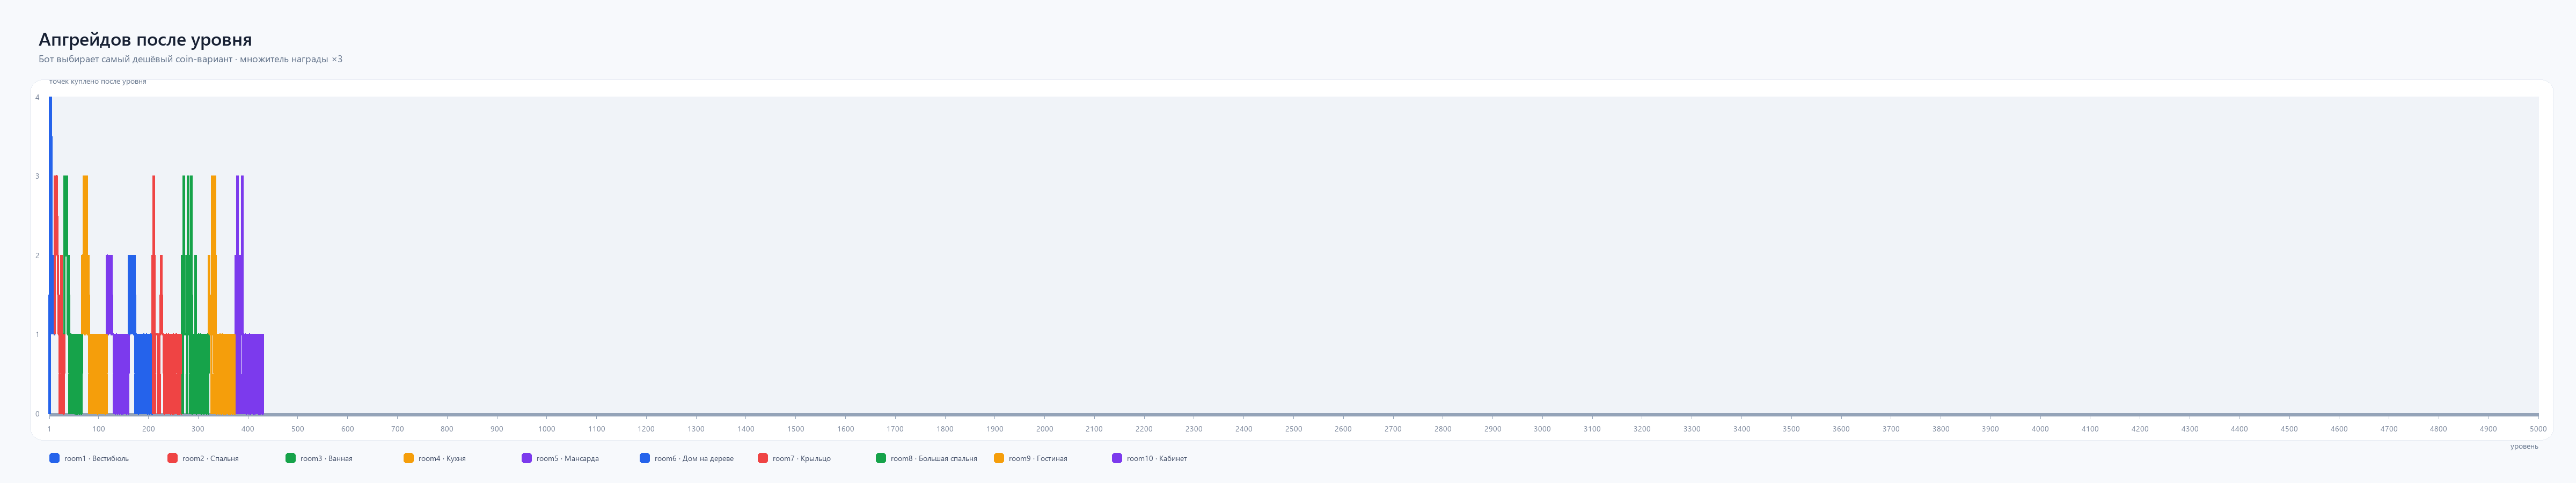 Апгрейдов после уровня
Бот выбирает самый дешёвый coin-вариант · множитель награды ×3
точек куплено после уровня
4
3
2
1
0
1 100 200 300 400 500 600 700 800 900 1000 1100 1200 1300 1400 1500 1600 1700 1800 1900 2000 2100 2200 2300 2400 2500 2600 2700 2800 2900 3000 3100 3200 3300 3400 3500 3600 3700 3800 3900 4000 4100 4200 4300 4400 4500 4600 4700 4800 4900 5000
уровень
room1 · Вестибюль room2 · Спальня room3 · Ванная room4 · Кухня room5 · Мансарда room6 · Дом на дереве room7 · Крыльцо room8 · Большая спальня room9 · Гостиная room10 · Кабинет